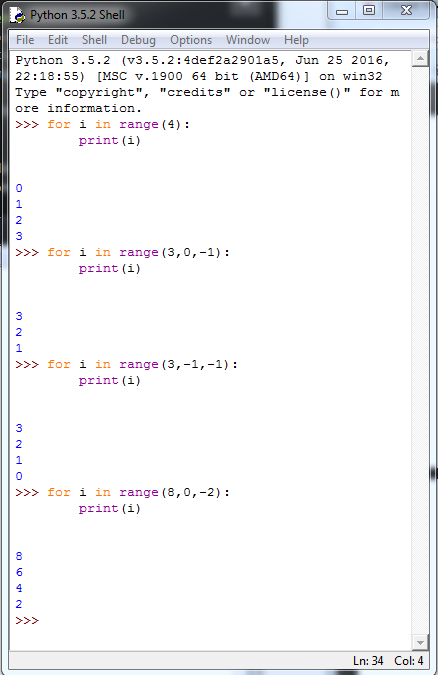 Python 3.5.2 Shell
File Edit Shell Debug Options Window Help
Python 3.5.2 (v3.5.2:4def2a2901a5, Jun 25 2016,
22:18:55) [MSC v.1900 64 bit (AMD64)] on win32
Type "copyright", "credits" or "license()" for m
ore information.
>>> for i in range(4):
        print(i)
0
1
2
3
>>> for i in range(3,0,-1):
        print(i)
3
2
1
>>> for i in range(3,-1,-1):
        print(i)
3
2
1
0
>>> for i in range(8,0,-2):
        print(i)
8
6
4
2
>>>
Ln: 34 Col: 4